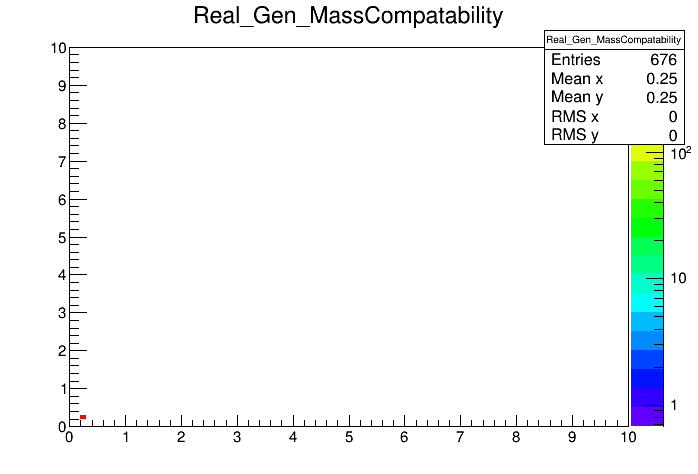 Real_Gen_MassCompatability
Real_Gen_MassCompatability
Entries 676
Mean x 0.25
Mean y 0.25
RMS x 0
RMS y 0
10
9
8
7
6
5
4
3
2
1
0
0 1 2 3 4 5 6 7 8 9 10
10²
10
1